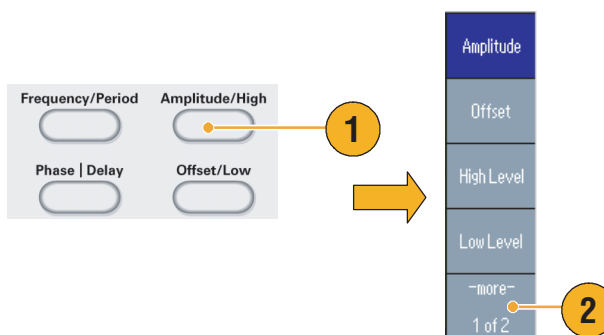 Frequency/Period Amplitude/High
1
Phase | Delay Offset/Low
Amplitude
Offset
High Level
Low Level
-more-
1 of 2
2